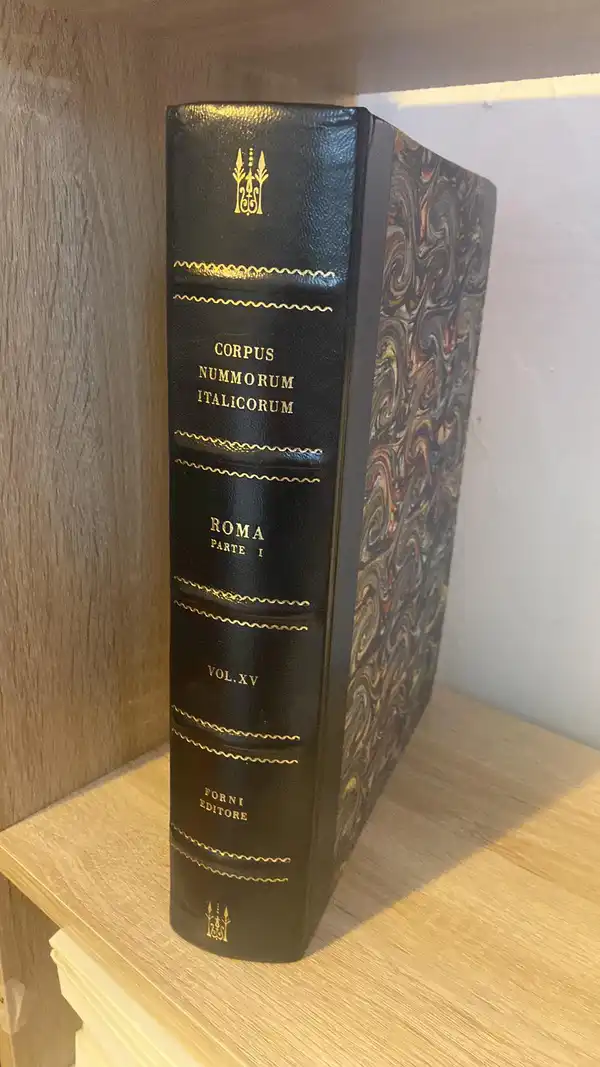 CORPUS
NUMMORUM
ITALICORUM
ROMA
PARTE I
VOL. XV
FORNI
EDITORE